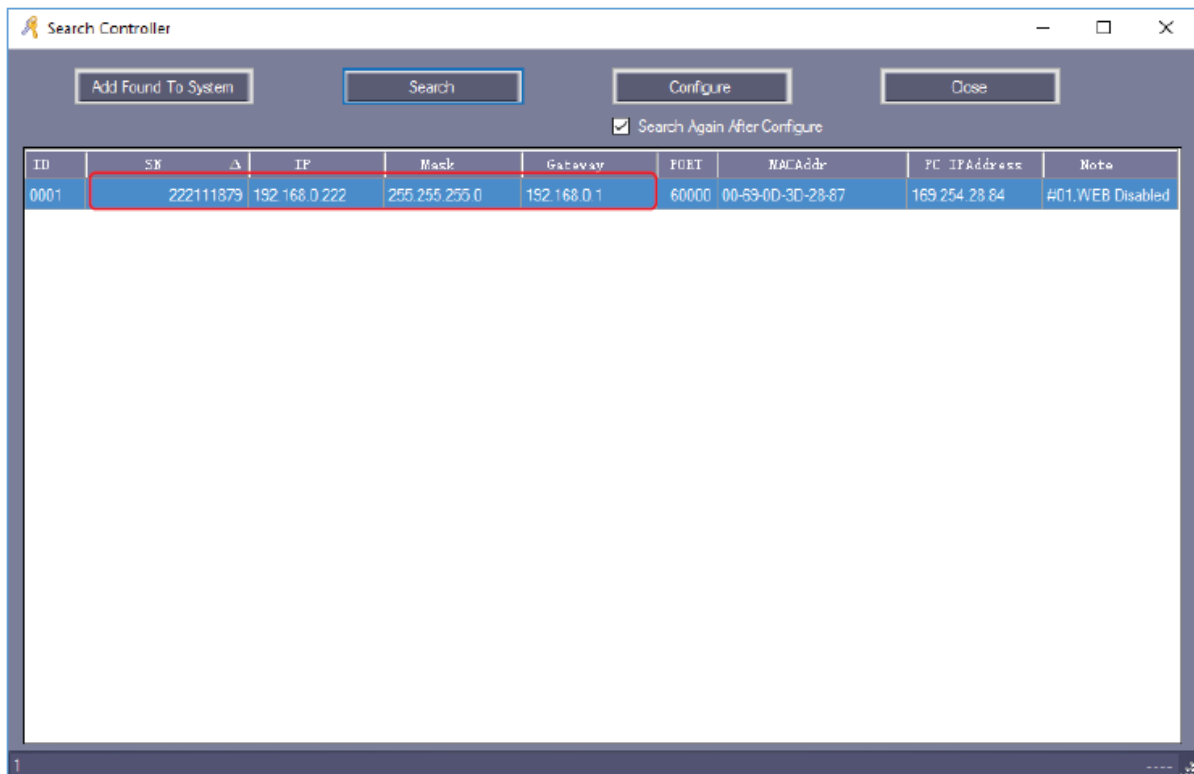 Search Controller
Add Found To System Search Configure Close
Search Again After Configure
ID SN IP Mask Gateway PORT MACAddr PC IPAddress Note
0001 222111879 192.168.0.222 255.255.255.0 192.168.0.1 60000 00-69-0D-3D-28-87 169.254.28.84 #01.WEB Disabled
1 ----